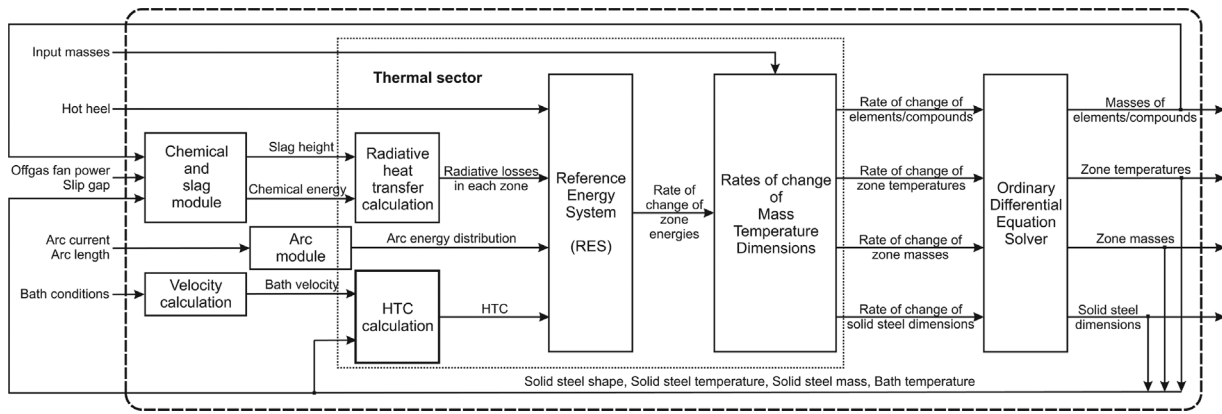 Input masses
Thermal sector
Hot heel
Chemical
and
slag
module
Slag height
Chemical energy
Offgas fan power
Slip gap
Radiative
heat
transfer
calculation
Radiative losses
in each zone
Arc current
Arc length
Arc module
Arc energy distribution
Bath conditions
Velocity
calculation
Bath velocity
HTC
calculation
HTC
Reference
Energy
System
(RES)
Rate of
change of
zone
energies
Rates of change
of
Mass
Temperature
Dimensions
Rate of change of
elements/compounds
Rate of change of
zone temperatures
Rate of change of
zone masses
Rate of change of
solid steel dimensions
Ordinary
Differential
Equation
Solver
Masses of
elements/compounds
Zone temperatures
Zone masses
Solid steel
dimensions
Solid steel shape, Solid steel temperature, Solid steel mass, Bath temperature